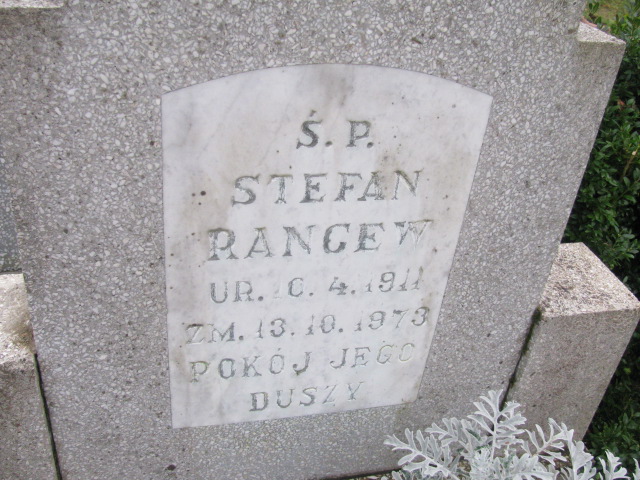 Ś. P.
STEFAN
RANGEW
UR. 4. 1911
ZM. 13. 10. 1973
POKÓJ JEGO
DUSZY